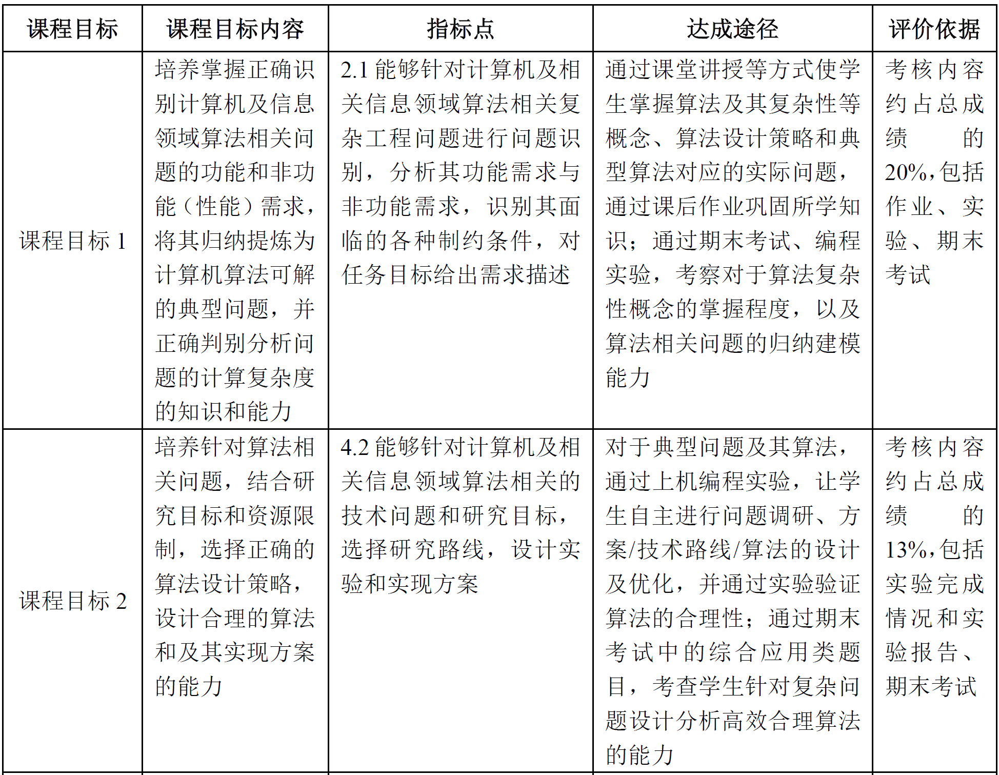 课程目标
课程目标内容
指标点
达成途径
评价依据
课程目标 1
培养掌握正确识
别计算机及信息
领域算法相关问
题的功能和非功
能（性能）需求，
将其归纳提炼为
计算机算法可解
的典型问题，并
正确判别分析问
题的计算复杂度
的知识和能力
2.1 能够针对计算机及相
关信息领域算法相关复
杂工程问题进行问题识
别，分析其功能需求与
非功能需求，识别其面
临的各种制约条件，对
任务目标给出需求描述
通过课堂讲授等方式使学
生掌握算法及其复杂性等
概念、算法设计策略和典
型算法对应的实际问题，
通过课后作业巩固所学知
识；通过期末考试、编程
实验，考察对于算法复杂
性概念的掌握程度，以及
算法相关问题的归纳建模
能力
考核内容
约占总成
绩的
20%，包括
作业、实
验、期末
考试
课程目标 2
培养针对算法相
关问题，结合研
究目标和资源限
制，选择正确的
算法设计策略，
设计合理的算法
和及其实现方案
的能力
4.2 能够针对计算机及相
关信息领域算法相关的
技术问题和研究目标，
选择研究路线，设计实
验和实现方案
对于典型问题及其算法，
通过上机编程实验，让学
生自主进行问题调研、方
案/技术路线/算法的设计
及优化，并通过实验验证
算法的合理性；通过期末
考试中的综合应用类题
目，考查学生针对复杂问
题设计分析高效合理算法
的能力
考核内容
约占总成
绩的
13%，包括
实验完成
情况和实
验报告、
期末考试